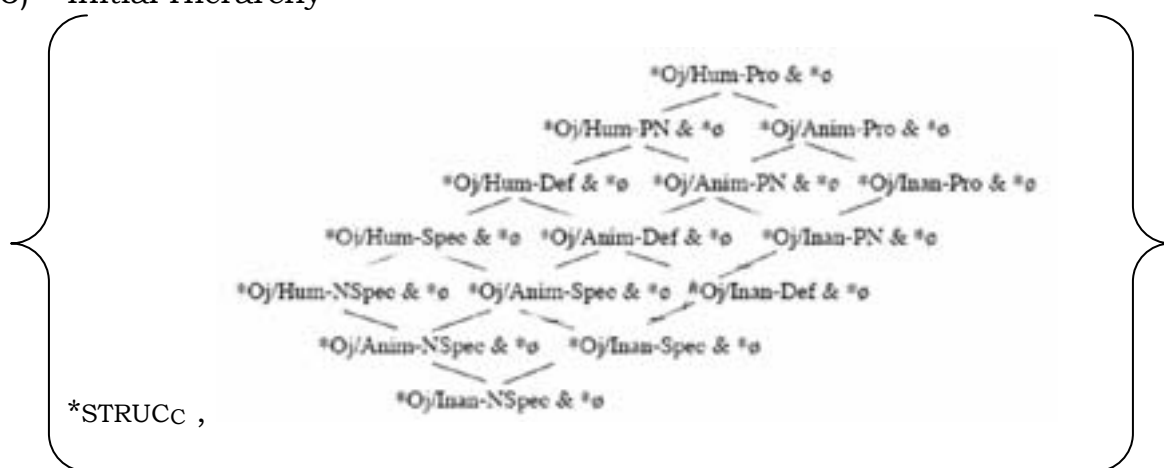 Initial Hierarchy
*Oj/Hum-Pro & *ø
*Oj/Hum-PN & *ø *Oj/Anim-Pro & *ø
*Oj/Hum-Def & *ø *Oj/Anim-PN & *ø *Oj/Inan-Pro & *ø
*Oj/Hum-Spec & *ø *Oj/Anim-Def & *ø *Oj/Inan-PN & *ø
*Oj/Hum-NSpec & *ø *Oj/Anim-Spec & *ø *Oj/Inan-Def & *ø
*Oj/Anim-NSpec & *ø *Oj/Inan-Spec & *ø
*Oj/Inan-NSpec & *ø
*STRUCC ,